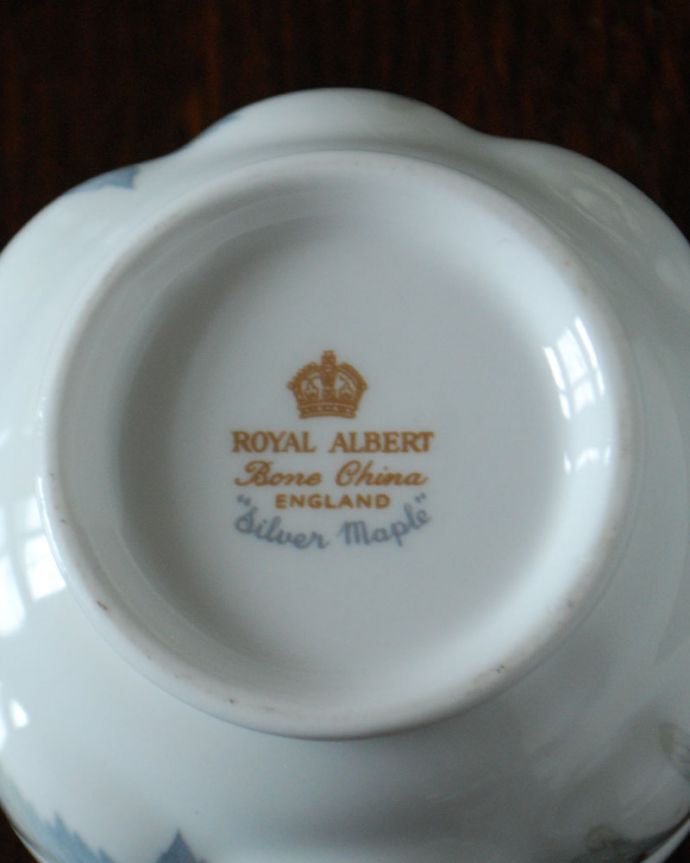 ROYAL ALBERT
Bone China
ENGLAND
"Silver Maple"